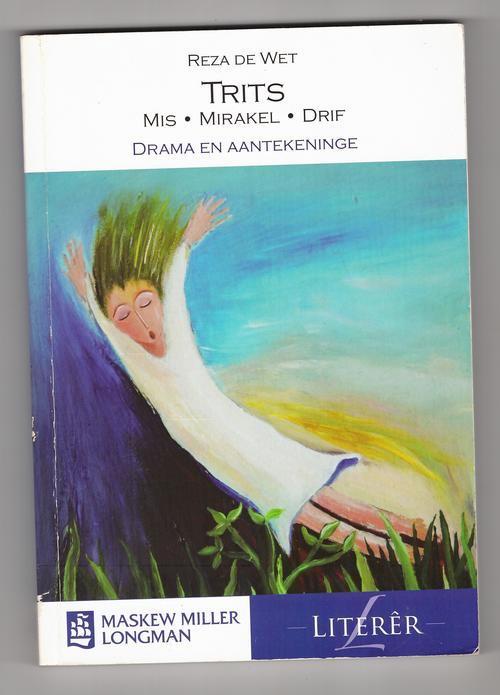 REZA DE WET
TRITS
MIS • MIRAKEL • DRIF
DRAMA EN AANTEKENINGE
MASKEW MILLER
LONGMAN
L
– LITERÊR –